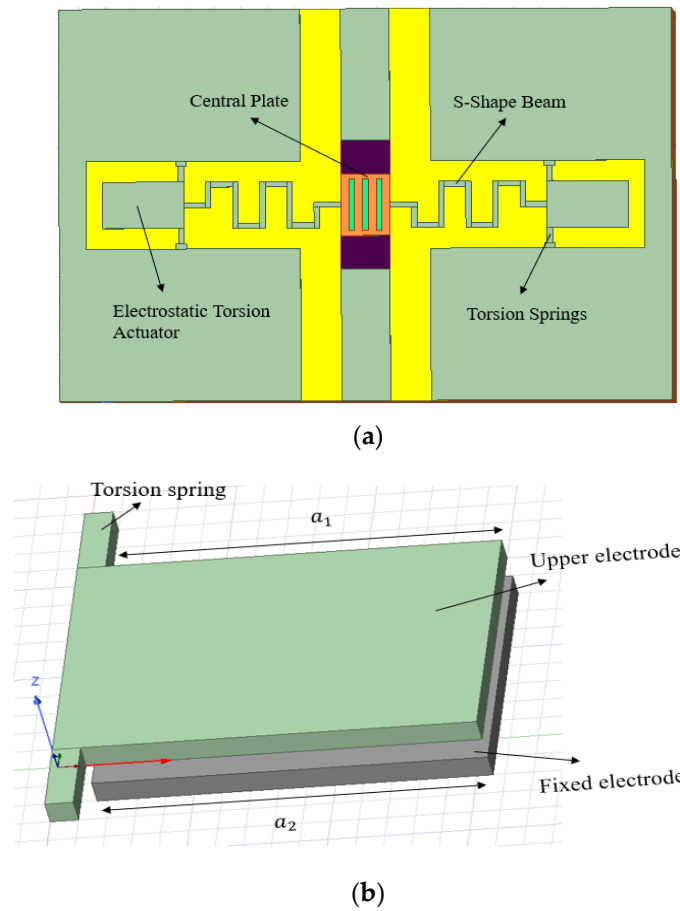 Central Plate
S-Shape Beam
Electrostatic Torsion
Actuator
Torsion Springs
(a)
Torsion spring
a₁
Upper electrode
z
Fixed electrode
a₂
(b)